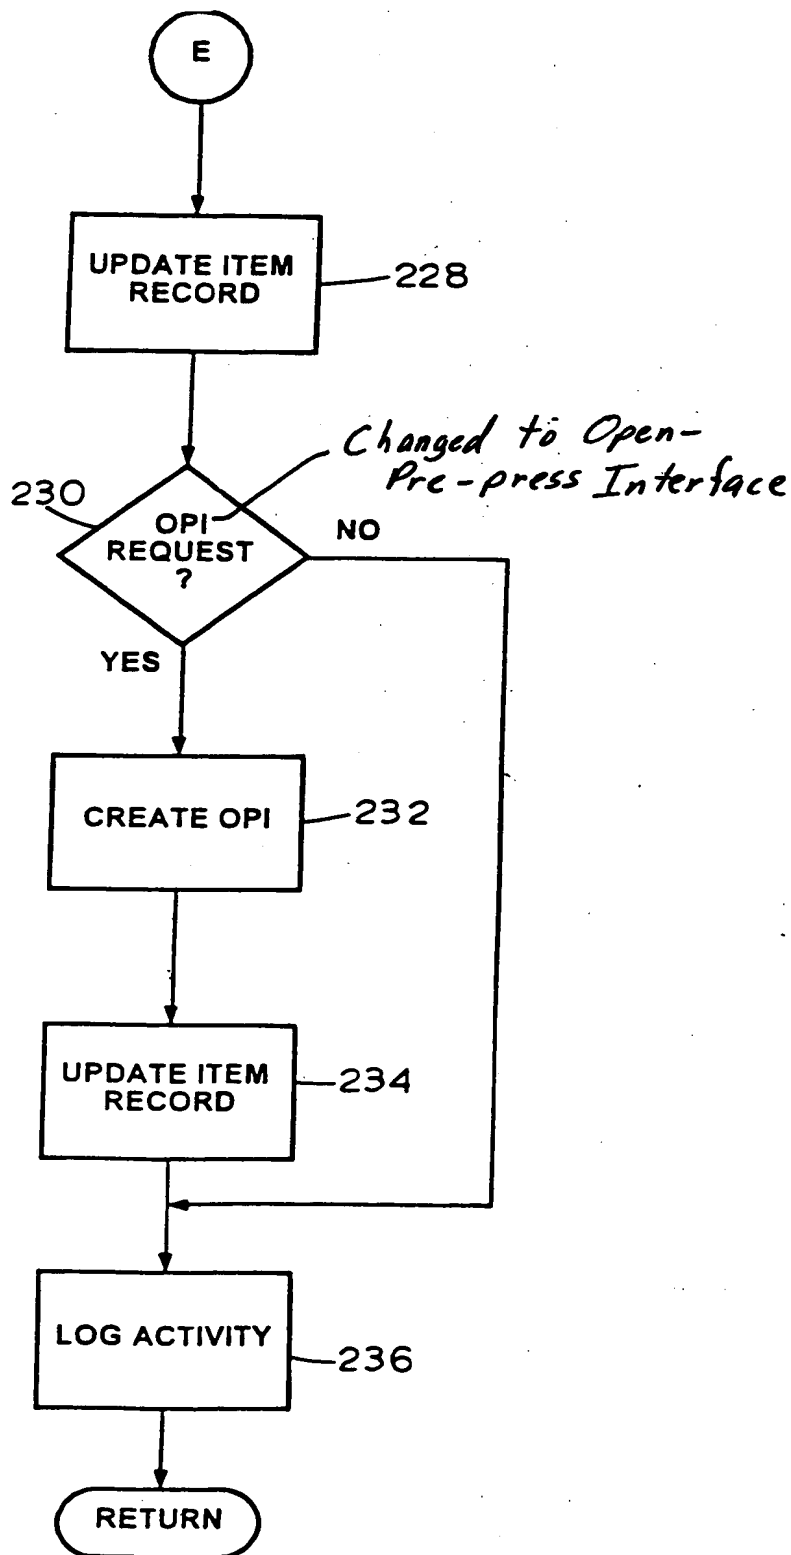 E
UPDATE ITEM
RECORD
228
Changed to Open-
Pre-press Interface
230
OPI
REQUEST
?
NO
YES
CREATE OPI
232
UPDATE ITEM
RECORD
234
LOG ACTIVITY
236
RETURN